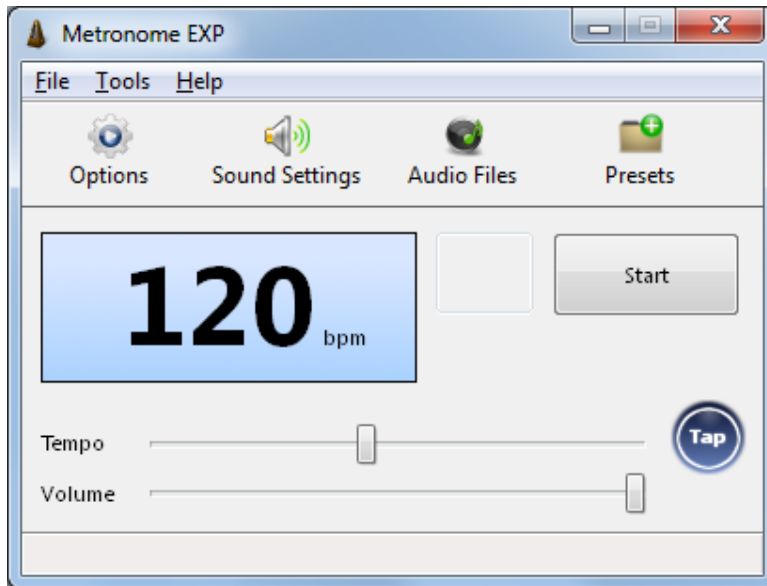 Metronome EXP
File Tools Help
Options Sound Settings Audio Files Presets
120 bpm
Start
Tempo
Tap
Volume